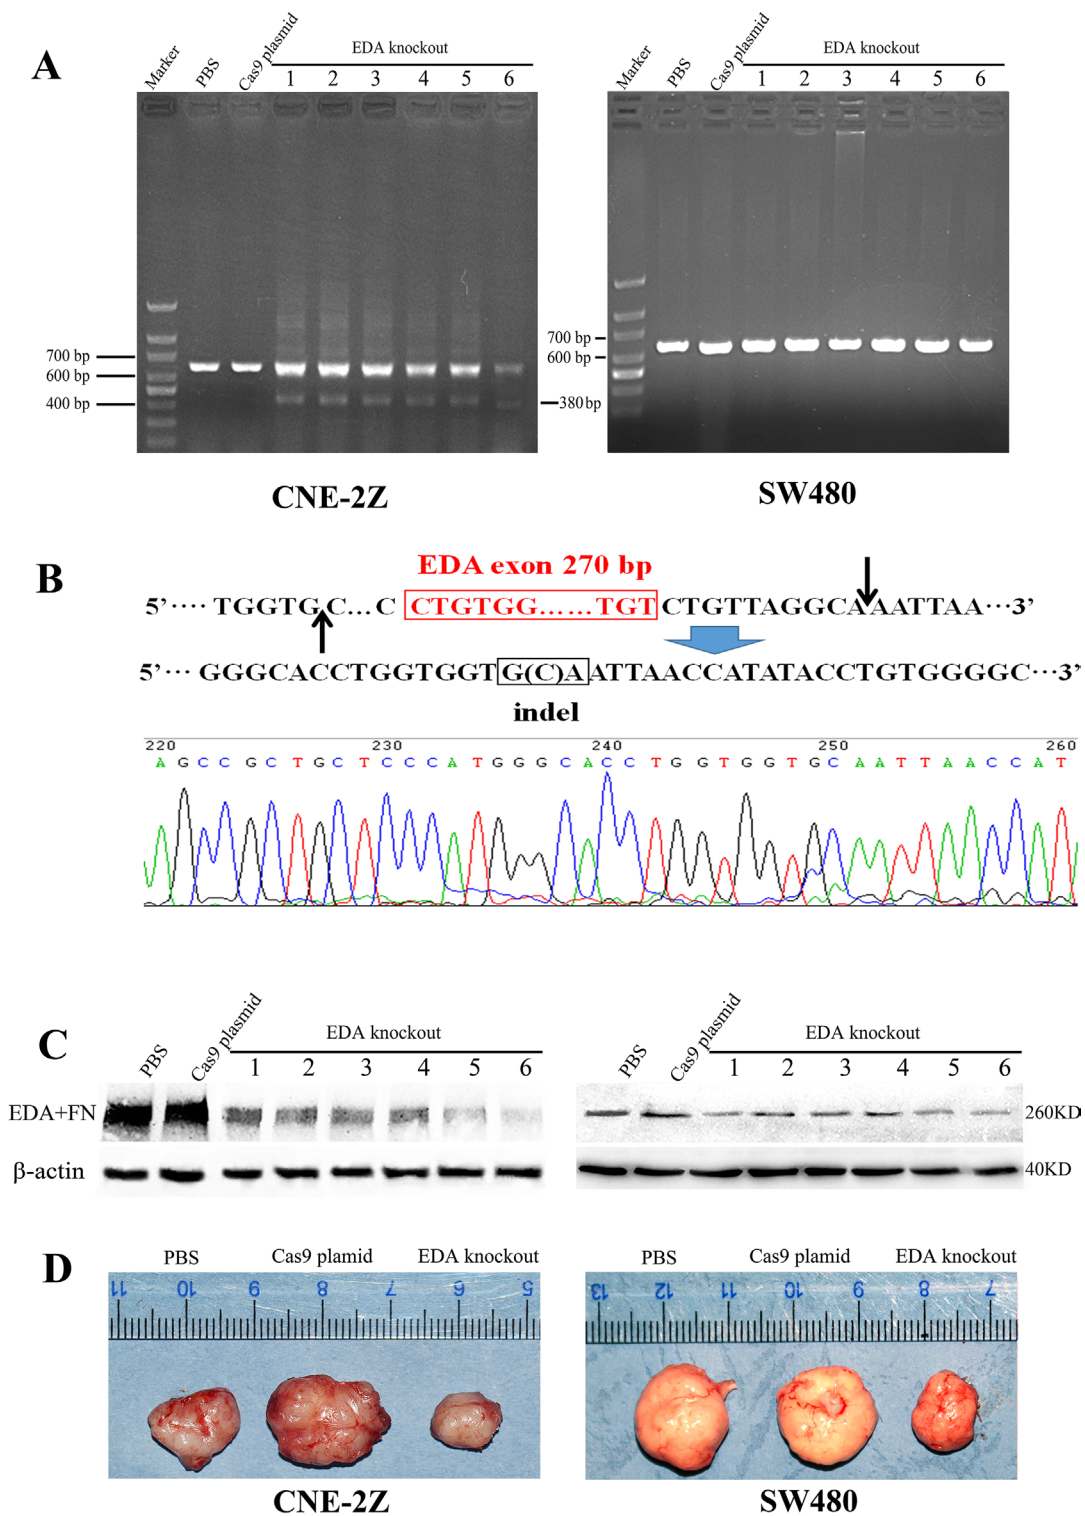 A
Marker PBS Cas9 plasmid EDA knockout
1 2 3 4 5 6
Marker PBS Cas9 plasmid EDA knockout
1 2 3 4 5 6
700 bp
600 bp
400 bp
700 bp
600 bp
380bp
CNE-2Z
SW480
B
EDA exon 270 bp
5’···· TGGTGC...C CTGTGG......TGT CTGTTAGGCAAATTAA···3’
5’··· GGGCACCTGGTGGTG(C)AATTAACCATATACCTGTGGGGC···3’
indel
220 230 240 250 260
A G C C G C T G C T C C C A T G G G C A C C T G G T G G T G C A A T T A A C C A T
C
PBS Cas9 plasmid EDA knockout
1 2 3 4 5 6
PBS Cas9 plasmid EDA knockout
1 2 3 4 5 6
EDA+FN
260KD
β-actin
40KD
D
PBS Cas9 plamid EDA knockout
PBS Cas9 plamid EDA knockout
11 10 9 8 7 6 5
13 12 11 10 9 8 7
CNE-2Z
SW480